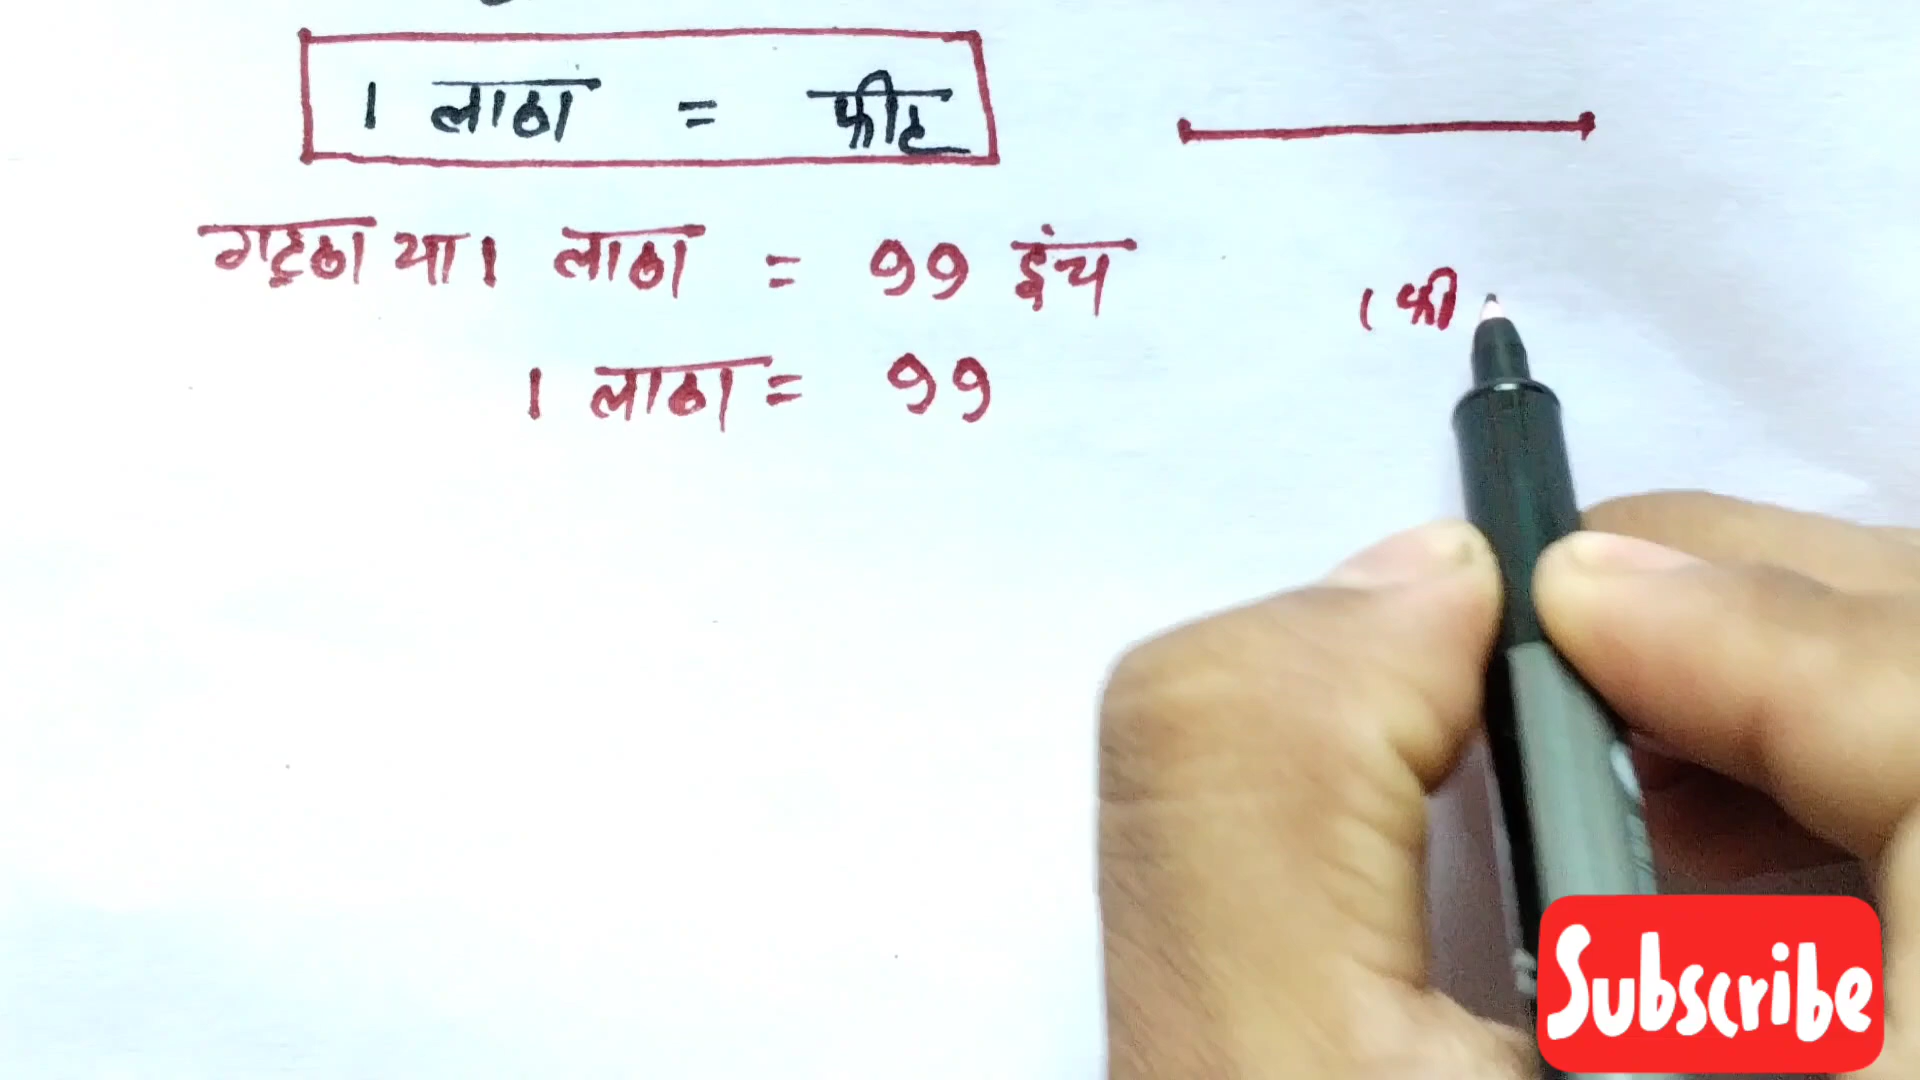 1 लाठा = फीट
गट्ठा या 1 लाठा = 99 इंच
1 फी
1 लाठा = 99
Subscribe